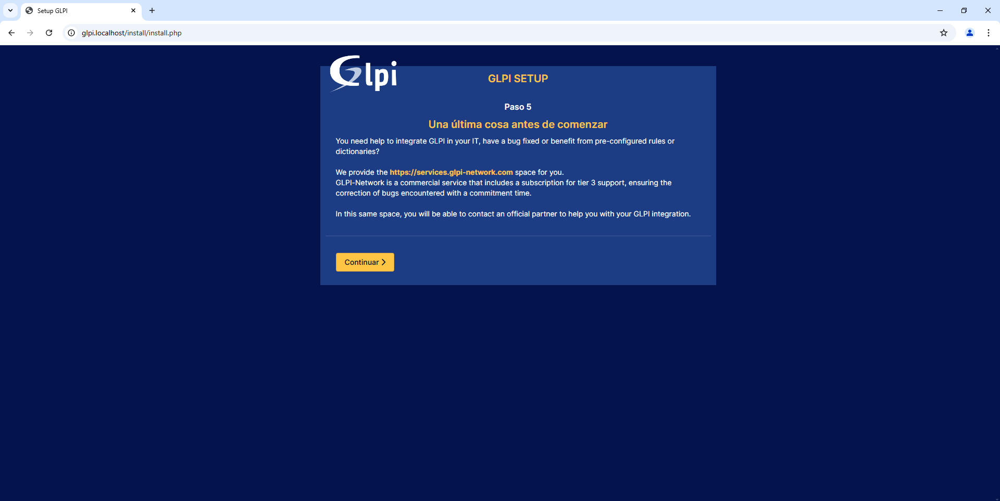 Setup GLPI
glpi.localhost/install/install.php
Glpi
GLPI SETUP
Paso 5
Una última cosa antes de comenzar
You need help to integrate GLPI in your IT, have a bug fixed or benefit from pre-configured rules or
dictionaries?
We provide the https://services.glpi-network.com space for you.
GLPI-Network is a commercial service that includes a subscription for tier 3 support, ensuring the
correction of bugs encountered with a commitment time.
In this same space, you will be able to contact an official partner to help you with your GLPI integration.
Continuar